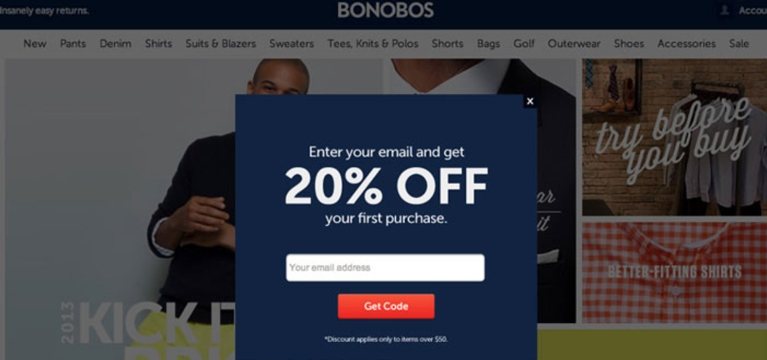 Insanely easy returns.
BONOBOS
New Pants Denim Shirts Suits & Blazers Sweaters Tees, Knits & Polos Shorts Bags Golf Outerwear Shoes Accessories Sale
x
Enter your email and get
20% OFF
your first purchase.
Your email address
Get Code
*Discount applies only to items over $50.
try before
you buy
it
BETTER-FITTING SHIRTS
2013
KICK IT